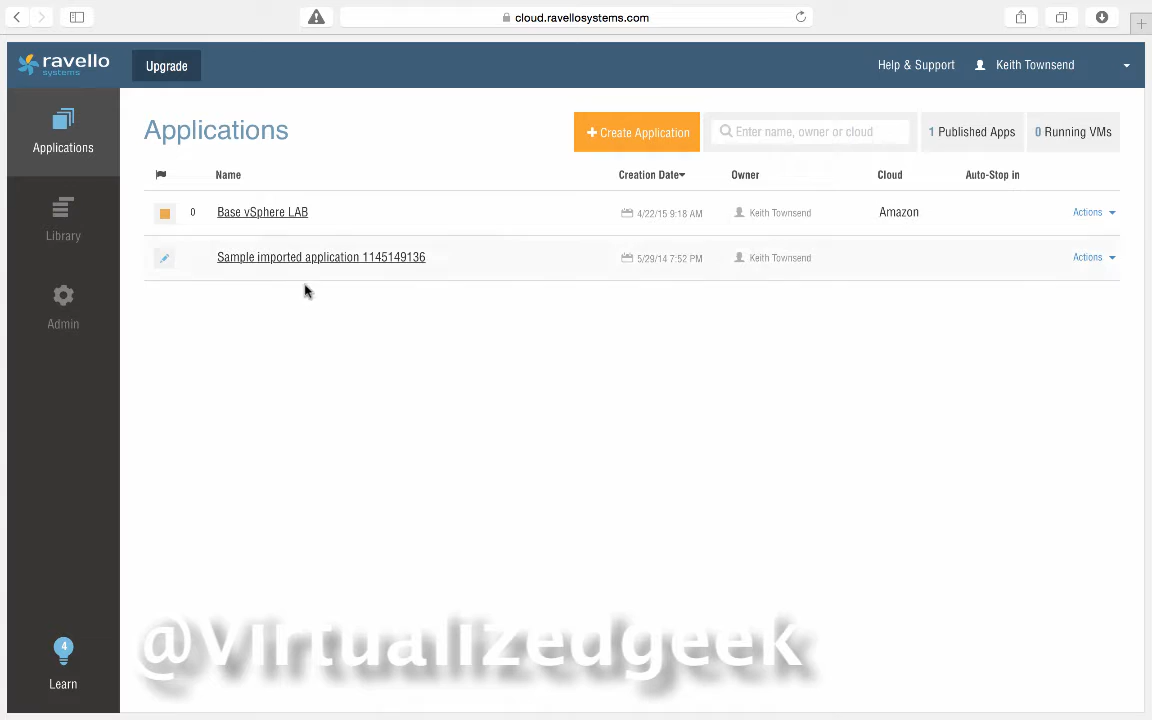 cloud.ravellosystems.com
ravello
systems
Upgrade
Help & Support
Keith Townsend
Applications
Library
Admin
4
Learn
Applications
+ Create Application
Enter name, owner or cloud
1 Published Apps
0 Running VMs
Name
Creation Date
Owner
Cloud
Auto-Stop in
0
Base vSphere LAB
4/22/15 9:18 AM
Keith Townsend
Amazon
Actions
Sample imported application 1145149136
5/29/14 7:52 PM
Keith Townsend
Actions
@Virtualizedgeek